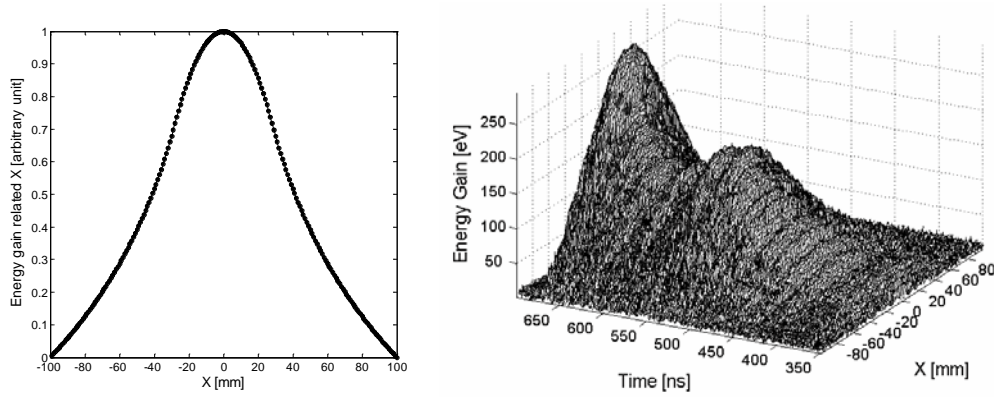 1
0.9
0.8
0.7
0.6
0.5
0.4
0.3
0.2
0.1
0
-100 -80 -60 -40 -20 0 20 40 60 80 100
X [mm]
Energy gain related X [arbitrary unit]
250
200
150
100
50
Energy Gain [eV]
650 600 550 500 450 400 350
Time [ns]
-80 -60 -40 -20 0 20 40 60 80
X [mm]